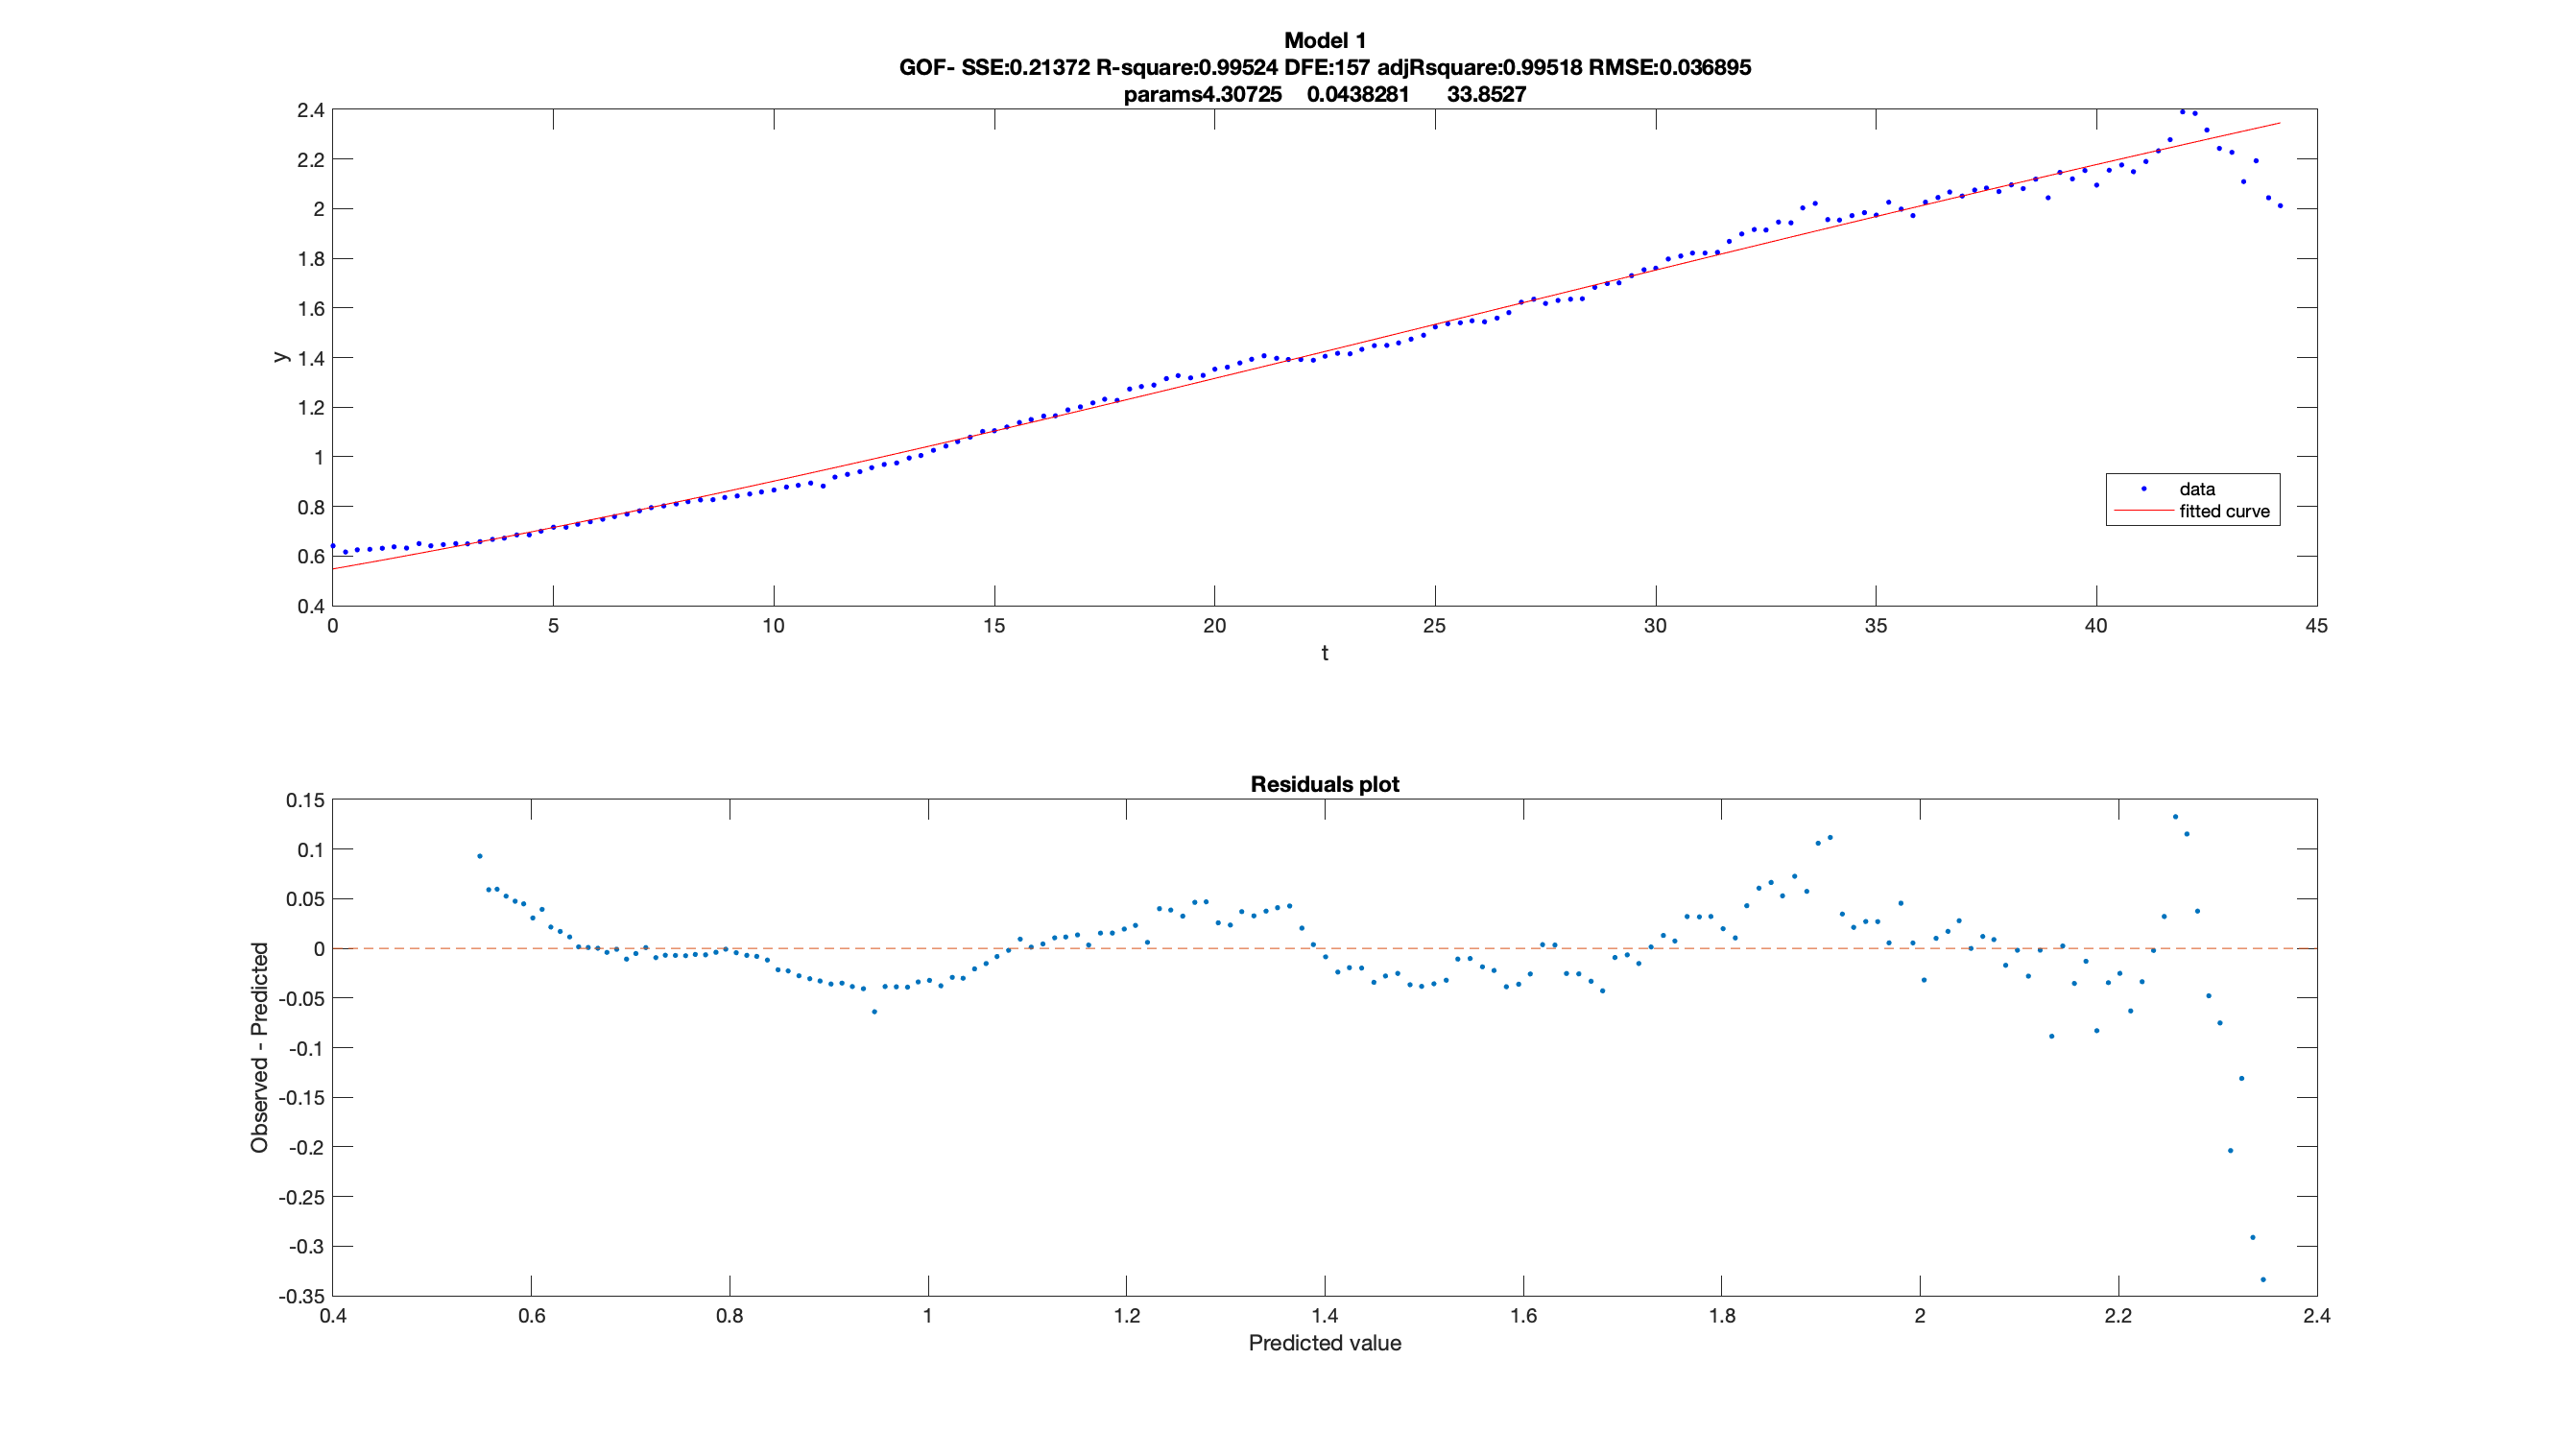 Model 1
GOF- SSE:0.21372 R-square:0.99524 DFE:157 adjRsquare:0.99518 RMSE:0.036895
params4.30725 0.0438281 33.8527
2.4
2.2
2
1.8
1.6
1.4
1.2
1
0.8
0.6
0.4
y
data
fitted curve
0 5 10 15 20 25 30 35 40 45
t
Residuals plot
0.15
0.1
0.05
0
-0.05
-0.1
-0.15
-0.2
-0.25
-0.3
-0.35
Observed - Predicted
0.4 0.6 0.8 1 1.2 1.4 1.6 1.8 2 2.2 2.4
Predicted value